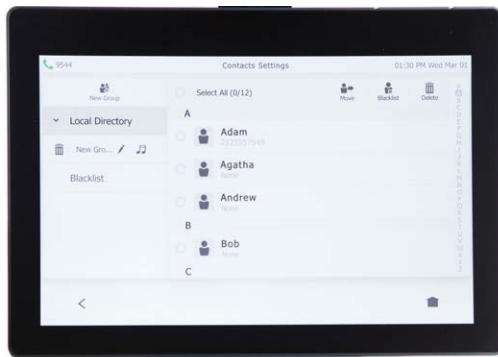 9544 Contacts Settings 01:30 PM Wed Mar 01
New Group
Select All (0/12)
Move
Blacklist
Delete
Local Directory
New Gro...
Blacklist
A
Adam
Agatha
None
Andrew
None
B
Bob
None
C